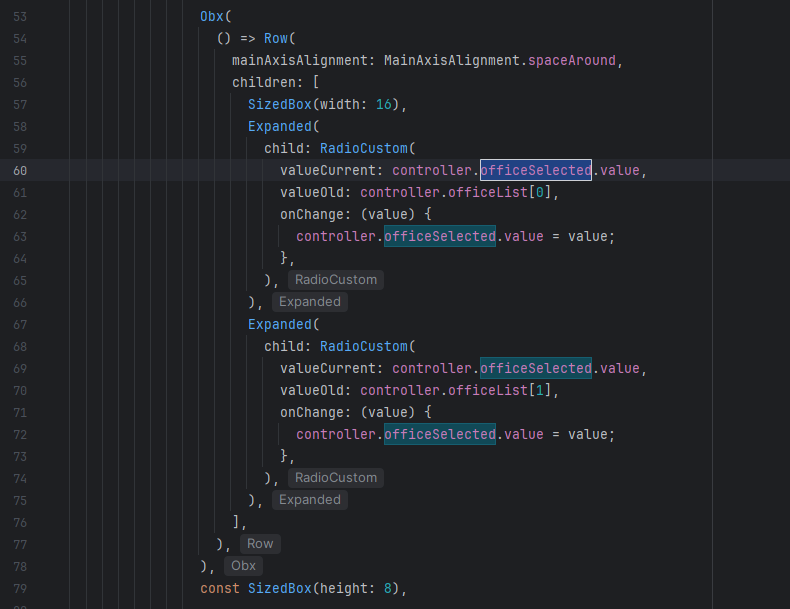 53 Obx(
54 () => Row(
55 mainAxisAlignment: MainAxisAlignment.spaceAround,
56 children: [
57 SizedBox(width: 16),
58 Expanded(
59 child: RadioCustom(
60 valueCurrent: controller.officeSelected.value,
61 valueOld: controller.officeList[0],
62 onChange: (value) {
63 controller.officeSelected.value = value;
64 },
65 ), RadioCustom
66 ), Expanded
67 Expanded(
68 child: RadioCustom(
69 valueCurrent: controller.officeSelected.value,
70 valueOld: controller.officeList[1],
71 onChange: (value) {
72 controller.officeSelected.value = value;
73 },
74 ), RadioCustom
75 ), Expanded
76 ],
77 ), Row
78 ), Obx
79 const SizedBox(height: 8),